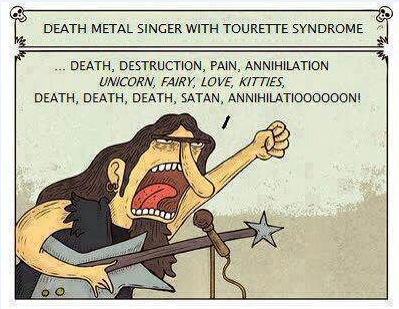 DEATH METAL SINGER WITH TOURETTE SYNDROME
... DEATH, DESTRUCTION, PAIN, ANNIHILATION
UNICORN, FAIRY, LOVE, KITTIES,
DEATH, DEATH, DEATH, SATAN, ANNIHILATIOOOOOON!